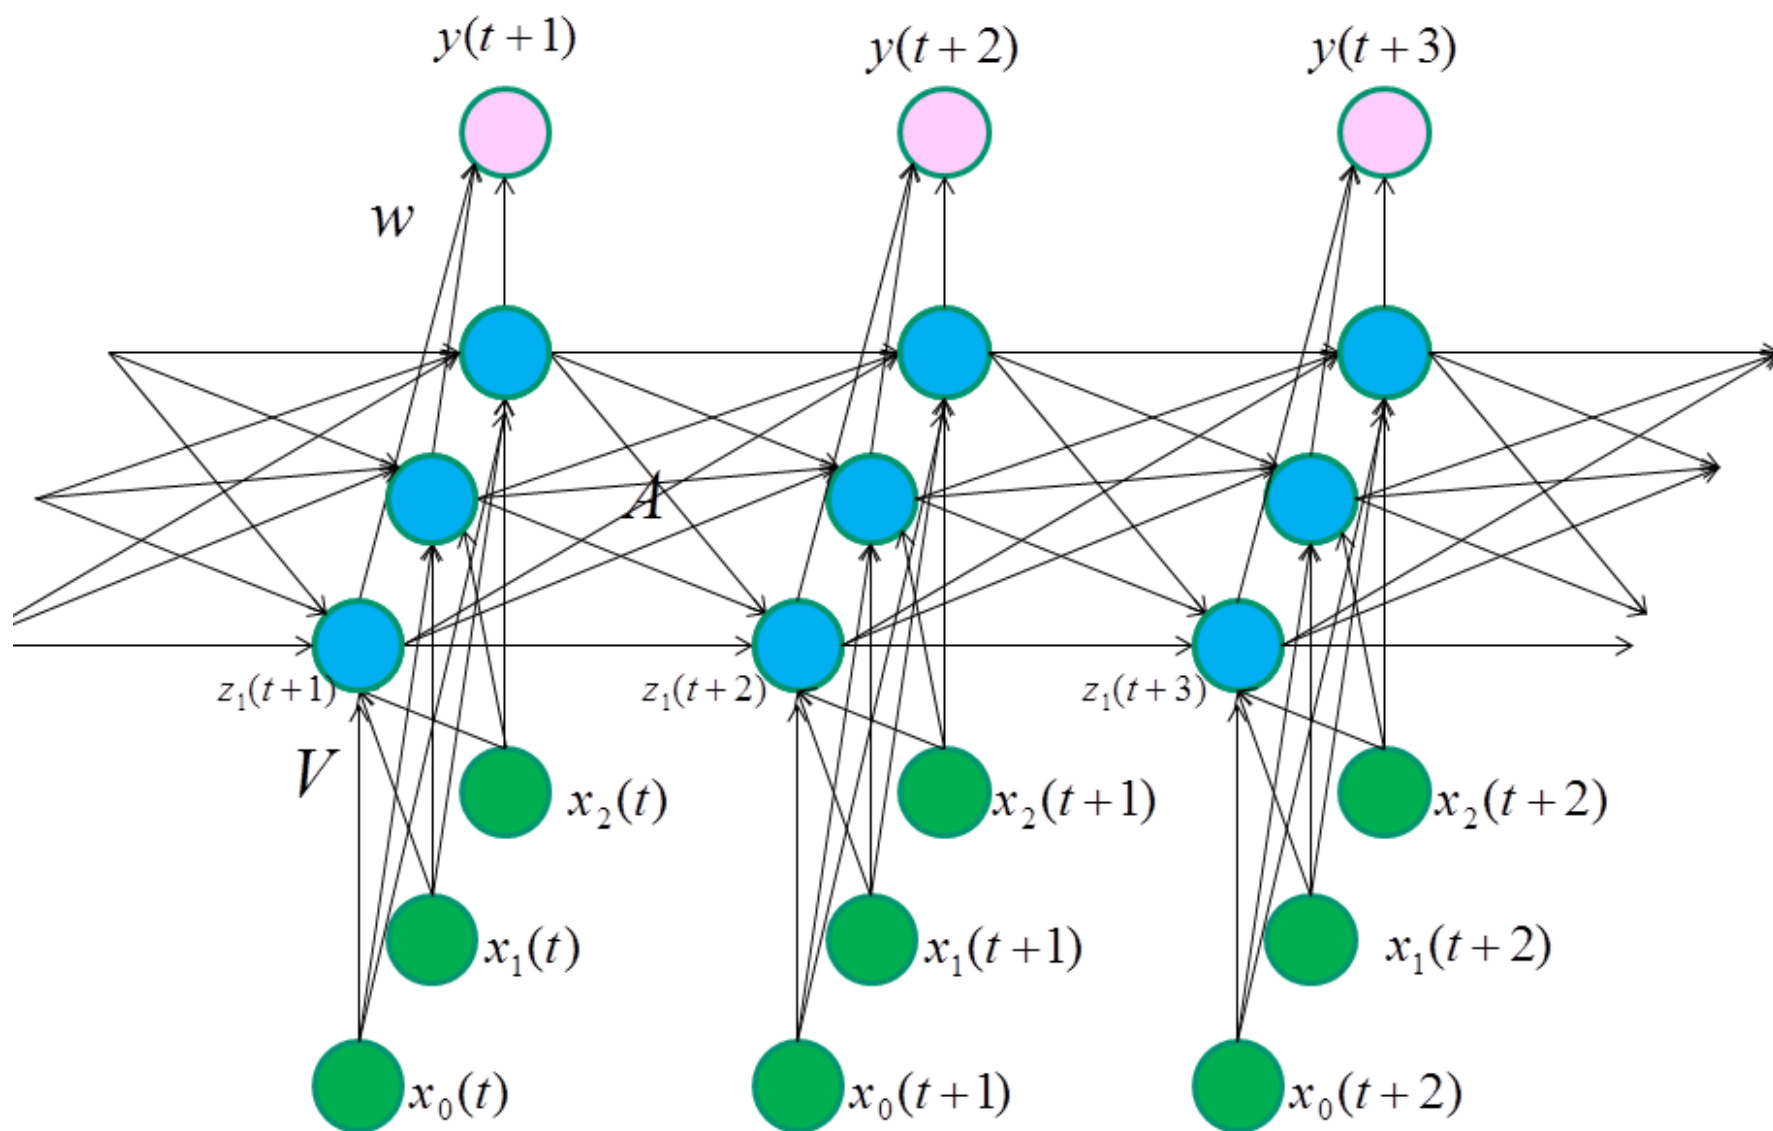 y(t+1) y(t+2) y(t+3)
w
A
z₁(t+1) z₁(t+2) z₁(t+3)
V
x₂(t) x₂(t+1) x₂(t+2)
x₁(t) x₁(t+1) x₁(t+2)
x₀(t) x₀(t+1) x₀(t+2)